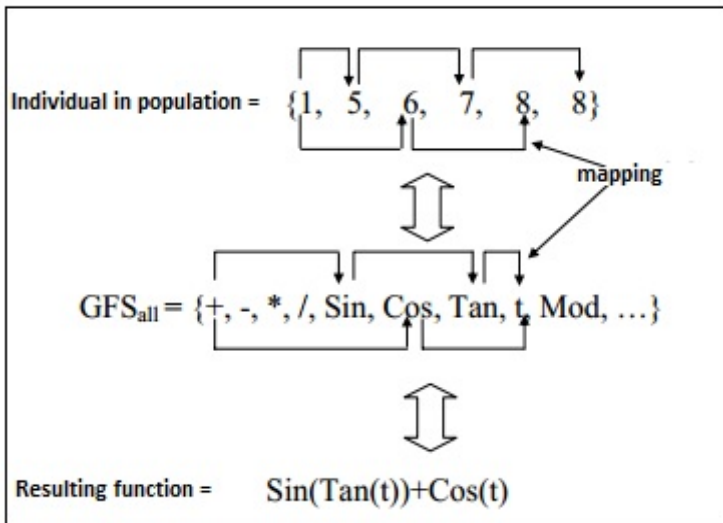 Individual in population = {1, 5, 6, 7, 8, 8}
mapping
GFSall = {+, -, *, /, Sin, Cos, Tan, t, Mod, …}
Resulting function = Sin(Tan(t))+Cos(t)